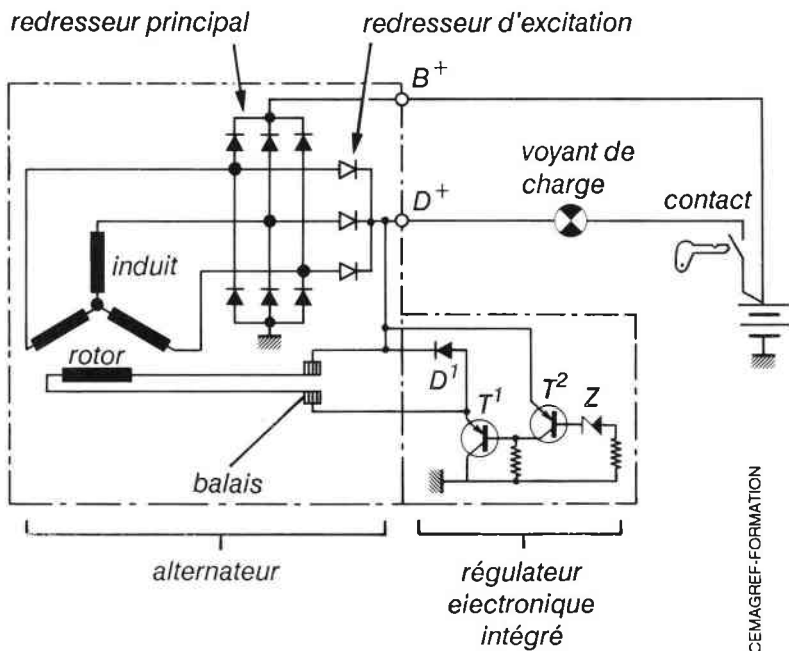 redresseur principal
redresseur d'excitation
B+
voyant de
charge
contact
D+
induit
rotor
D1
T1
T2
Z
balais
alternateur
régulateur
electronique
intégré
CEMAGREF-FORMATION